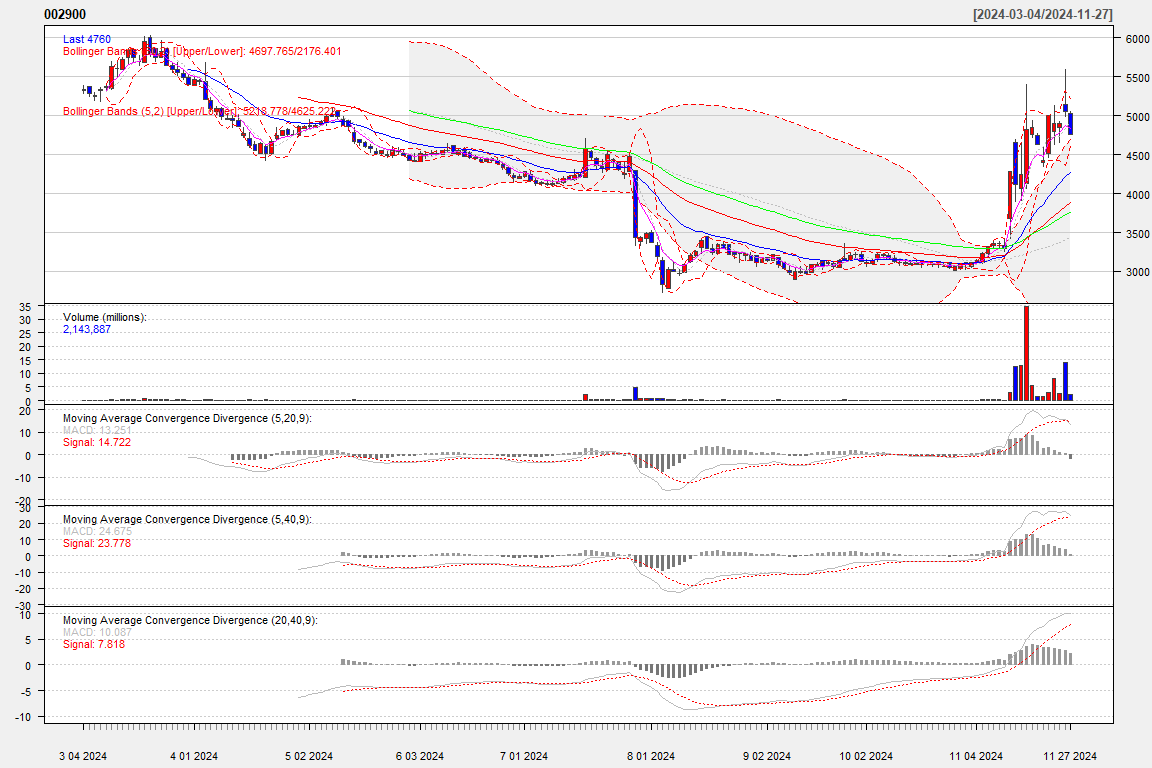 002900 [2024-03-04/2024-11-27]
Last 4760
[Upper/Lower]: 4697.765/2176.401
Bollinger Bands (5,2) [Upper/Lower]: 5218.778/4625.222
6000
5500
5000
4500
4000
3500
3000
Volume (millions):
2,143,887
35
30
25
20
15
10
5
0
Moving Average Convergence Divergence (5,20,9):
MACD: 13.251
Signal: 14.722
20
10
0
-10
-20
Moving Average Convergence Divergence (5,40,9):
MACD: 24.675
Signal: 23.778
30
20
10
0
-10
-20
-30
Moving Average Convergence Divergence (20,40,9):
MACD: 10.087
Signal: 7.818
10
5
0
-5
-10
3 04 2024 4 01 2024 5 02 2024 6 03 2024 7 01 2024 8 01 2024 9 02 2024 10 02 2024 11 04 2024 11 27 2024